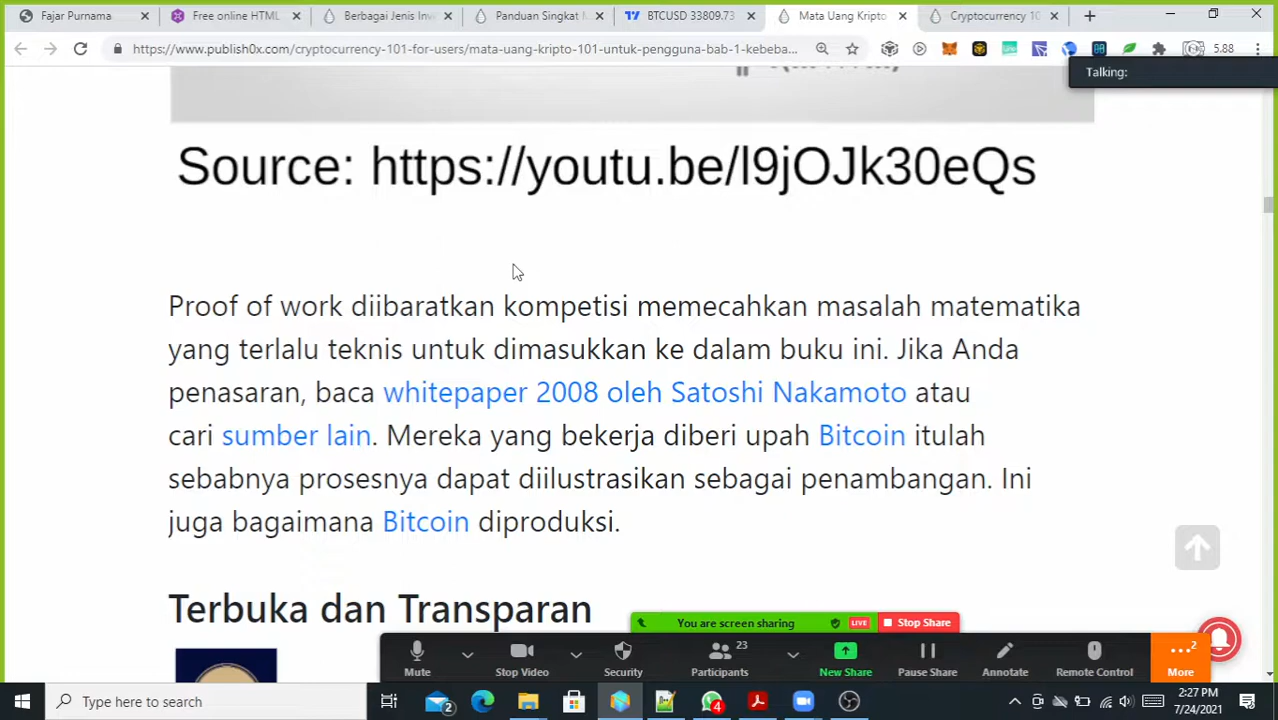 Fajar Purnama
Free online HTML
Berbagai Jenis Inv
Panduan Singkat M
BTCUSD 33809.73
Mata Uang Kripto
Cryptocurrency 10
https://www.publish0x.com/cryptocurrency-101-for-users/mata-uang-kripto-101-untuk-pengguna-bab-1-kebeba...
5.88
Talking:
Source: https://youtu.be/l9jOJk30eQs
Proof of work diibaratkan kompetisi memecahkan masalah matematika
yang terlalu teknis untuk dimasukkan ke dalam buku ini. Jika Anda
penasaran, baca whitepaper 2008 oleh Satoshi Nakamoto atau
cari sumber lain. Mereka yang bekerja diberi upah Bitcoin itulah
sebabnya prosesnya dapat diilustrasikan sebagai penambangan. Ini
juga bagaimana Bitcoin diproduksi.
Terbuka dan Transparan
You are screen sharing
LIVE
Stop Share
Mute
Stop Video
Security
23
Participants
New Share
Pause Share
Annotate
Remote Control
2
More
Type here to search
2
4
2:27 PM
7/24/2021